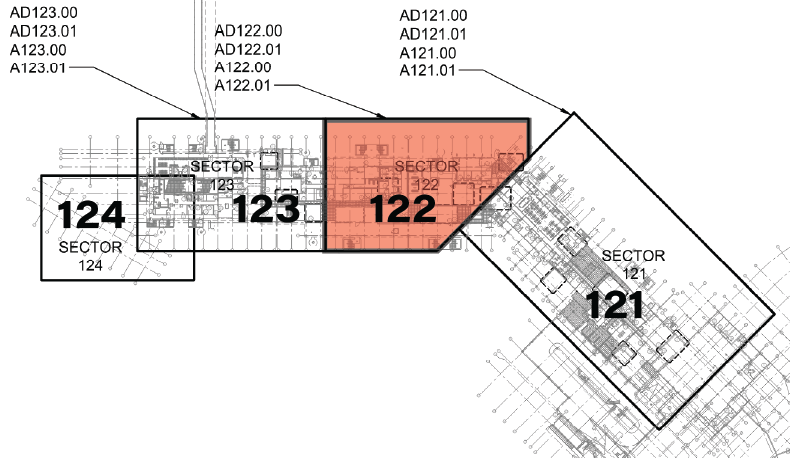 AD123.00
AD123.01
A123.00
A123.01
AD122.00
AD122.01
A122.00
A122.01
AD121.00
AD121.01
A121.00
A121.01
SECTOR
123
123
SECTOR
122
122
124
SECTOR
124
SECTOR
121
121